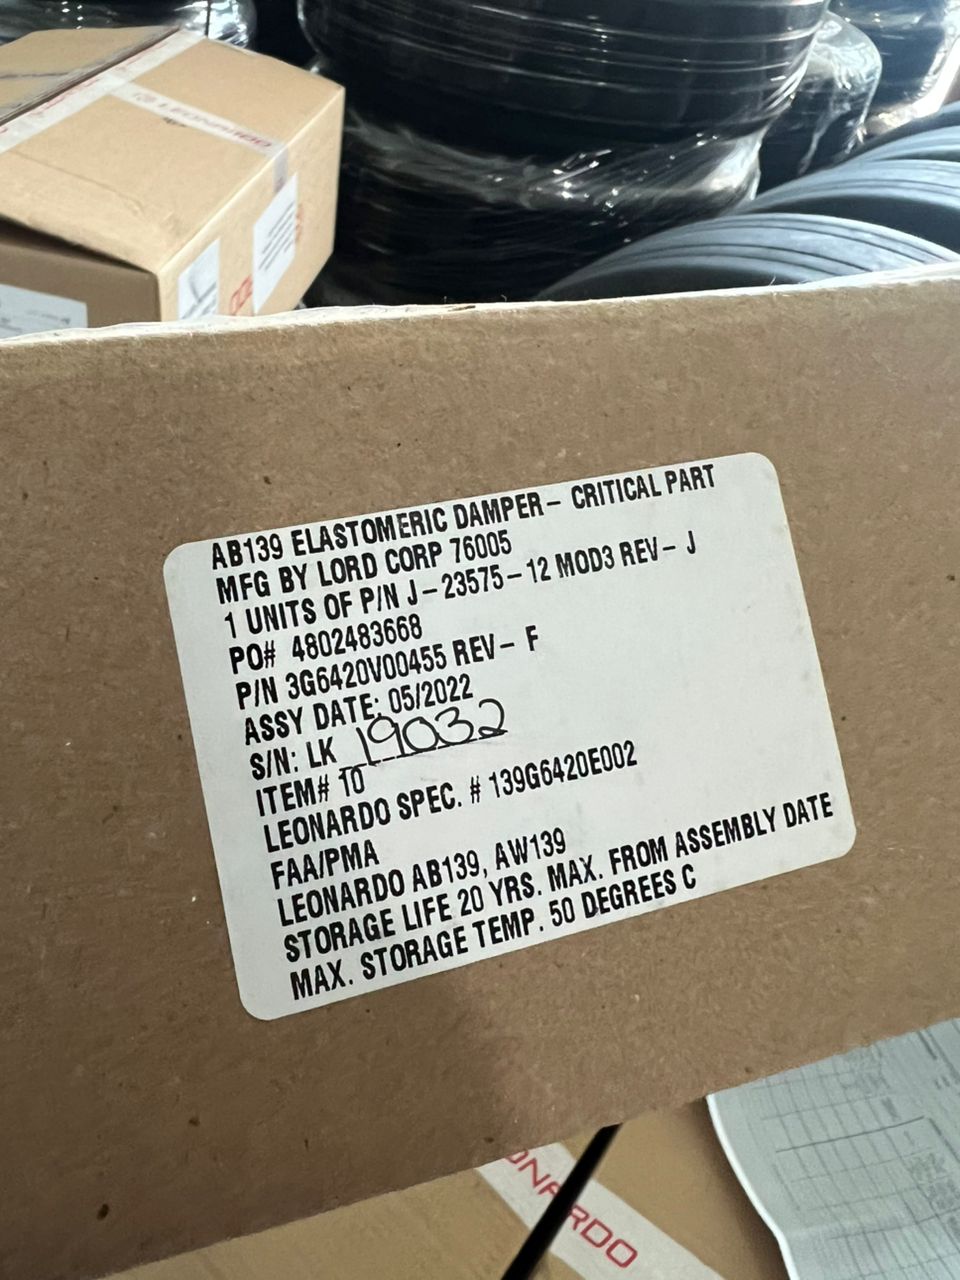 LEONARDO
AB139 ELASTOMERIC DAMPER- CRITICAL PART
MFG BY LORD CORP 76005
1 UNITS OF P/N J-23575-12 MOD3 REV- J
PO# 4802483668
P/N 3G6420V00455 REV- F
ASSY DATE: 05/2022
S/N: LK 19032
ITEM# 10
LEONARDO SPEC. # 139G6420E002
FAA/PMA
LEONARDO AB139, AW139
STORAGE LIFE 20 YRS. MAX. FROM ASSEMBLY DATE
MAX. STORAGE TEMP. 50 DEGREES C
ONARDO